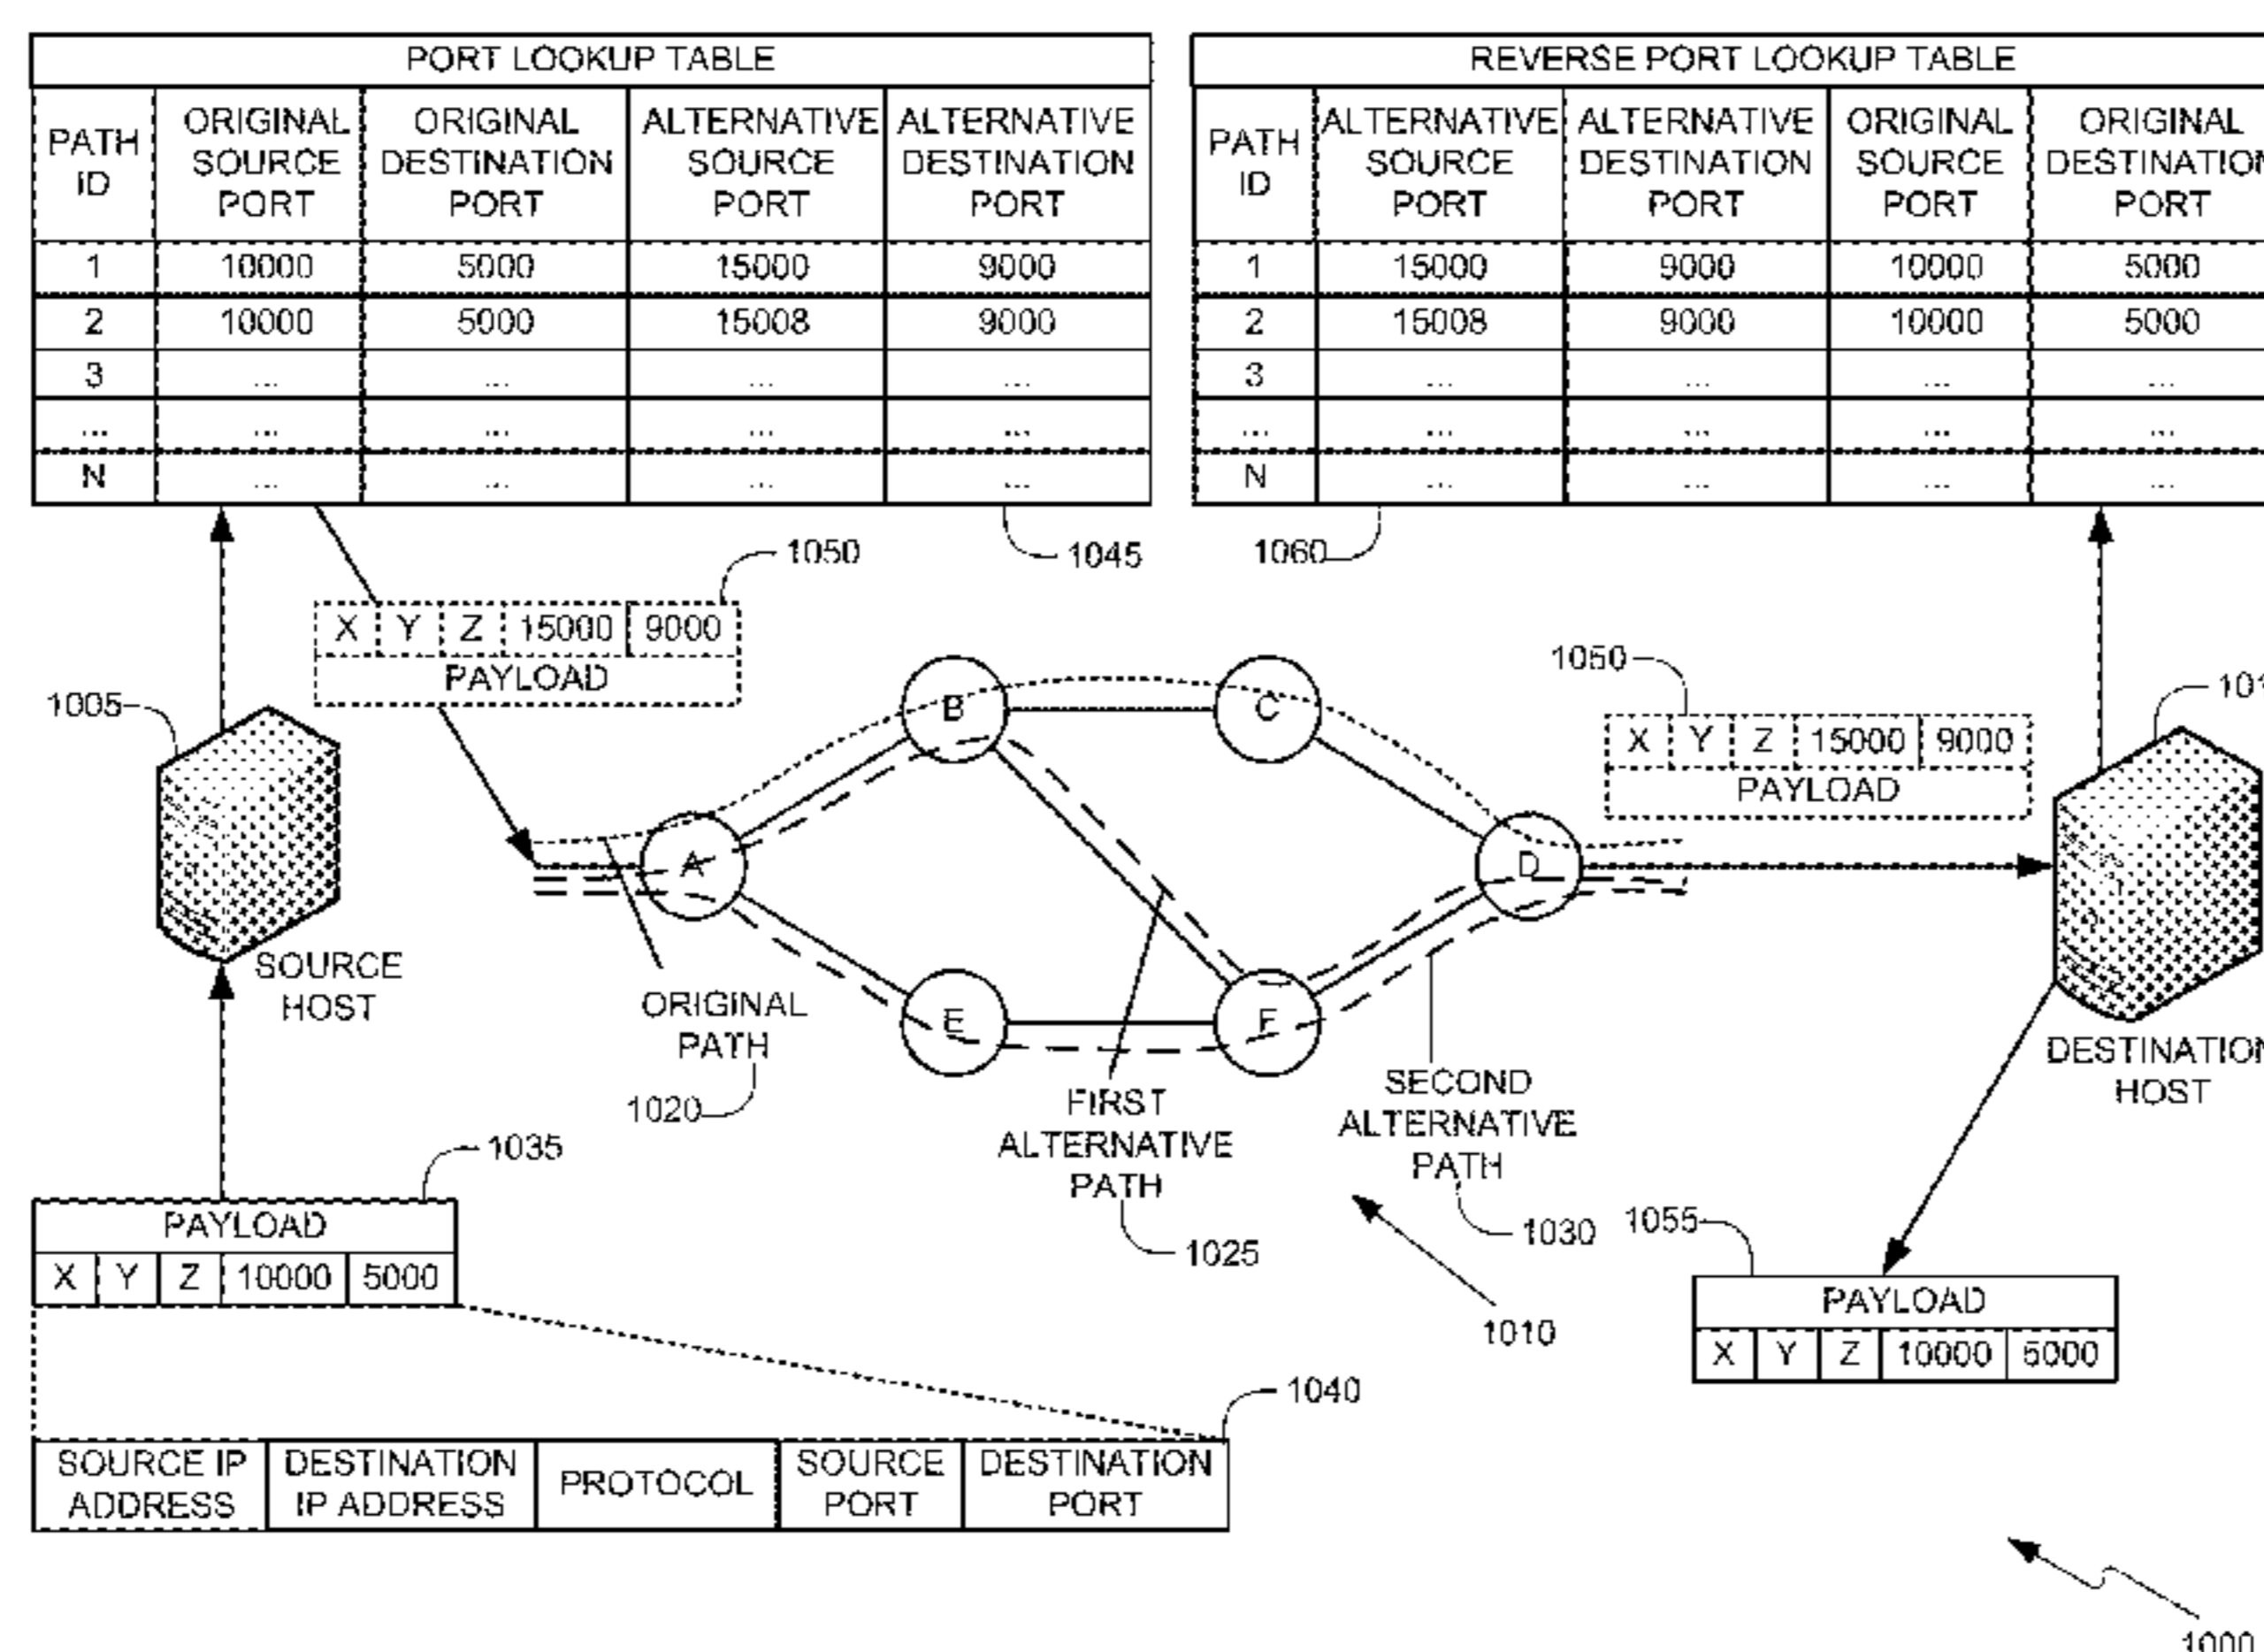 PORT LOOKUP TABLE
PATH ID | ORIGINAL SOURCE PORT | ORIGINAL DESTINATION PORT | ALTERNATIVE SOURCE PORT | ALTERNATIVE DESTINATION PORT
1 10000 5000 15000 9000
2 10000 5000 15008 9000
3 ... ... ... ...
... ... ... ... ...
N ... ... ... ...
REVERSE PORT LOOKUP TABLE
PATH ID | ALTERNATIVE SOURCE PORT | ALTERNATIVE DESTINATION PORT | ORIGINAL SOURCE PORT | ORIGINAL DESTINATION PORT
1 15000 9000 10000 5000
2 15008 9000 10000 5000
3 ... ... ... ...
... ... ... ... ...
N ... ... ... ...
1050
1045
1060
X Y Z 15000 9000
PAYLOAD
1005
B
C
1050
X Y Z 15000 9000
PAYLOAD
A
D
SOURCE
HOST
E
F
ORIGINAL
PATH
1020
FIRST
ALTERNATIVE
PATH
1025
SECOND
ALTERNATIVE
PATH
1030
DESTINATION
HOST
1035
PAYLOAD
X Y Z 10000 5000
1010
1055
PAYLOAD
X Y Z 10000 5000
1040
SOURCE IP ADDRESS | DESTINATION IP ADDRESS | PROTOCOL | SOURCE PORT | DESTINATION PORT
1000